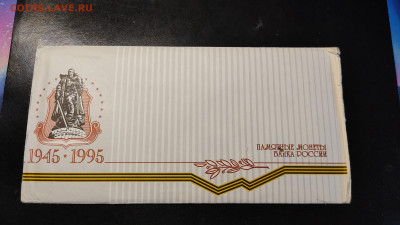 COINS-LAVE.RU
1945 · 1995
ПАМЯТНЫЕ МОНЕТЫ
БАНКА РОССИИ